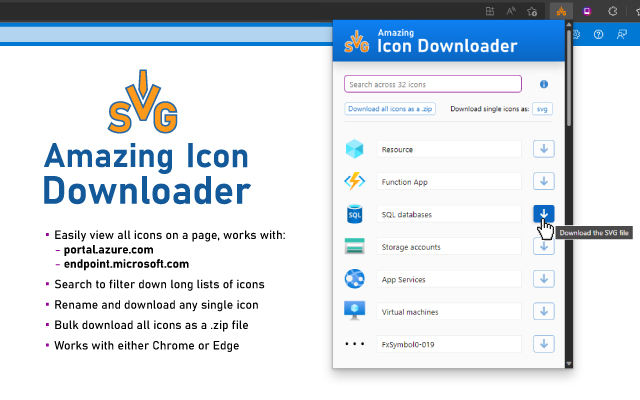 SVG
Amazing Icon
Downloader
Easily view all icons on a page, works with:
– portal.azure.com
– endpoint.microsoft.com
Search to filter down long lists of icons
Rename and download any single icon
Bulk download all icons as a .zip file
Works with either Chrome or Edge
SVG
Amazing
Icon Downloader
Search across 32 icons
Download all icons as a .zip
Download single icons as:
svg
Resource
Function App
SQL
SQL databases
Download the SVG file
Storage accounts
App Services
Virtual machines
FxSymbol0-019